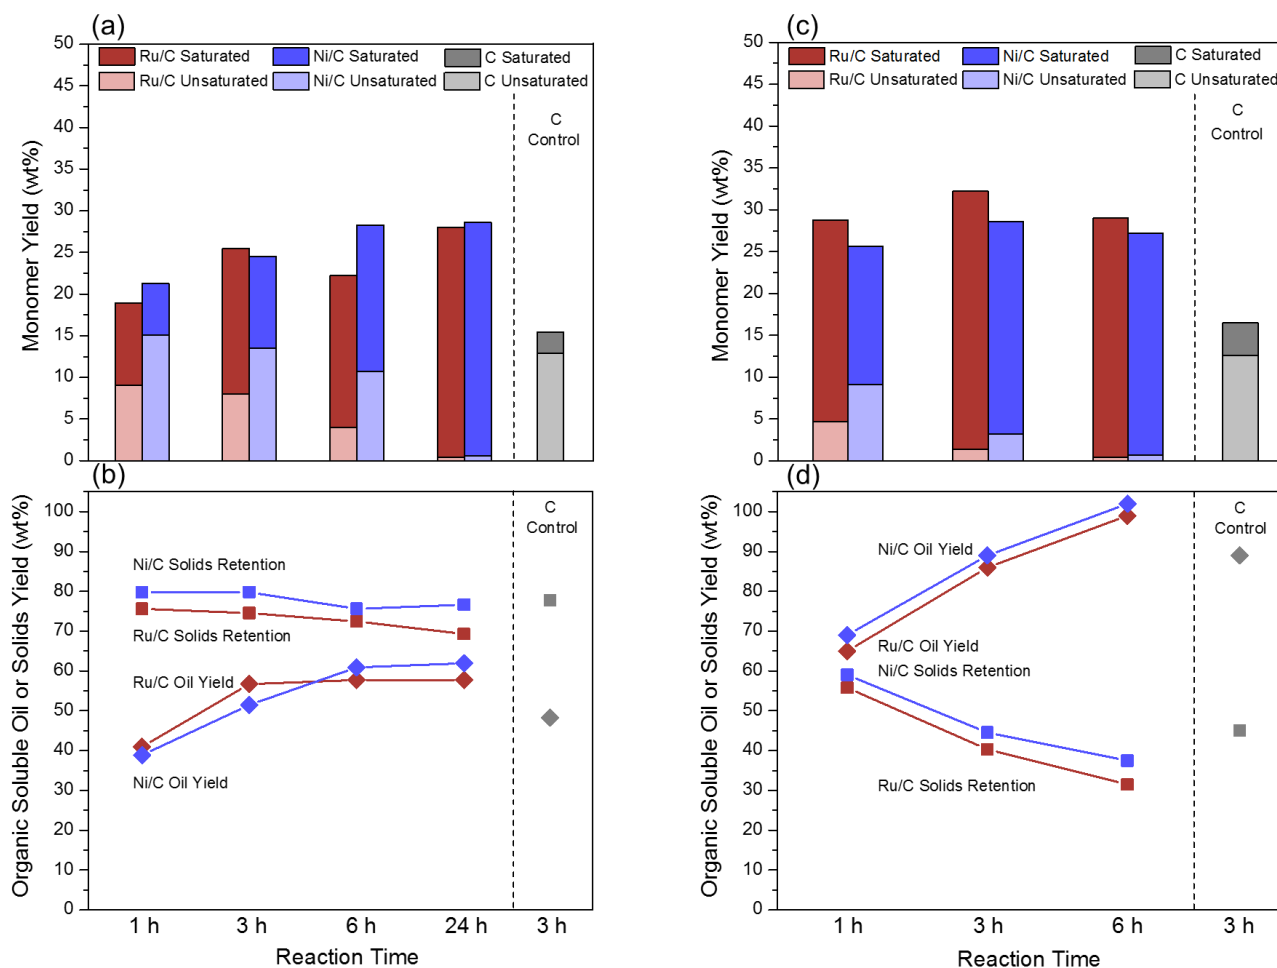 (a)
50
45
40
35
30
25
20
15
10
5
0
Monomer Yield (wt%)
Ru/C Saturated
Ni/C Saturated
C Saturated
Ru/C Unsaturated
Ni/C Unsaturated
C Unsaturated
C
Control
(c)
50
45
40
35
30
25
20
15
10
5
0
Monomer Yield (wt%)
Ru/C Saturated
Ni/C Saturated
C Saturated
Ru/C Unsaturated
Ni/C Unsaturated
C Unsaturated
C
Control
(b)
100
90
80
70
60
50
40
30
20
10
0
Organic Soluble Oil or Solids Yield (wt%)
C
Control
Ni/C Solids Retention
Ru/C Solids Retention
Ru/C Oil Yield
Ni/C Oil Yield
1 h
3 h
6 h
24 h
3 h
Reaction Time
(d)
100
90
80
70
60
50
40
30
20
10
0
Organic Soluble Oil or Solids Yield (wt%)
C
Control
Ni/C Oil Yield
Ru/C Oil Yield
Ni/C Solids Retention
Ru/C Solids Retention
1 h
3 h
6 h
3 h
Reaction Time